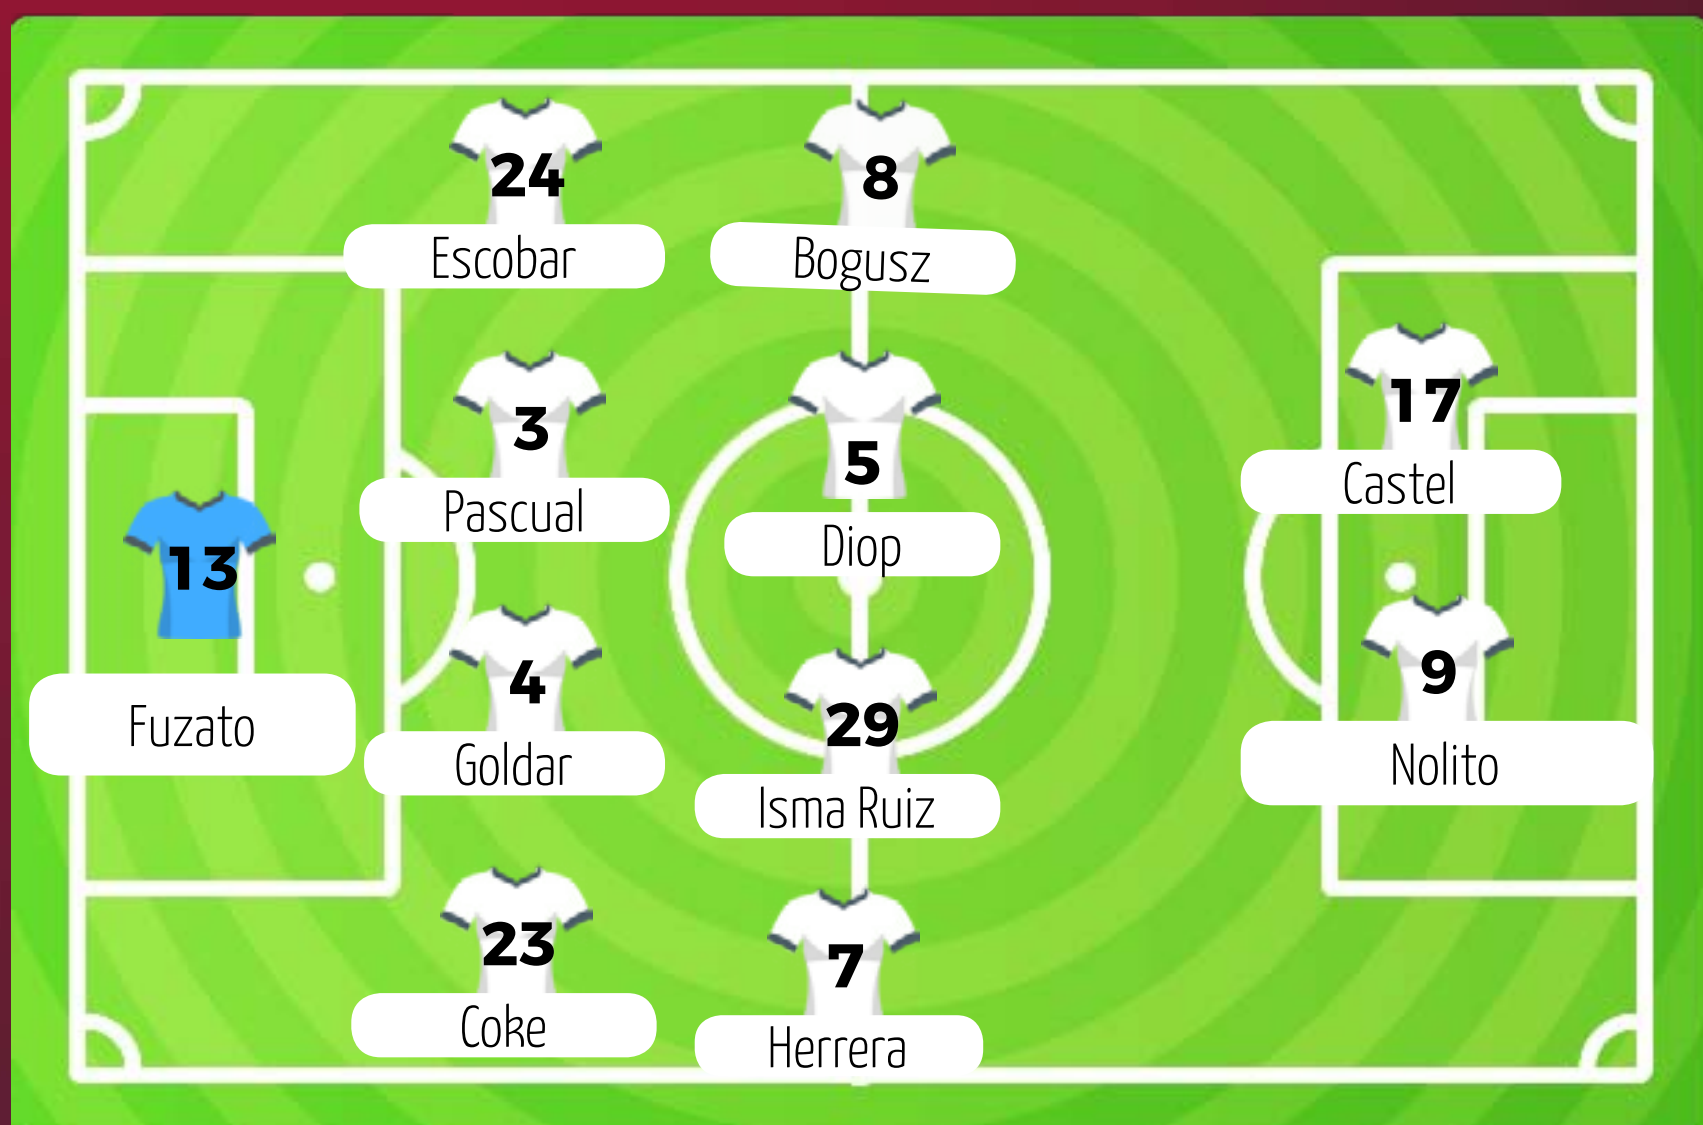 24
Escobar
8
Bogusz
3
Pascual
5
Diop
17
Castel
13
Fuzato
4
Goldar
29
Isma Ruiz
9
Nolito
23
Coke
7
Herrera